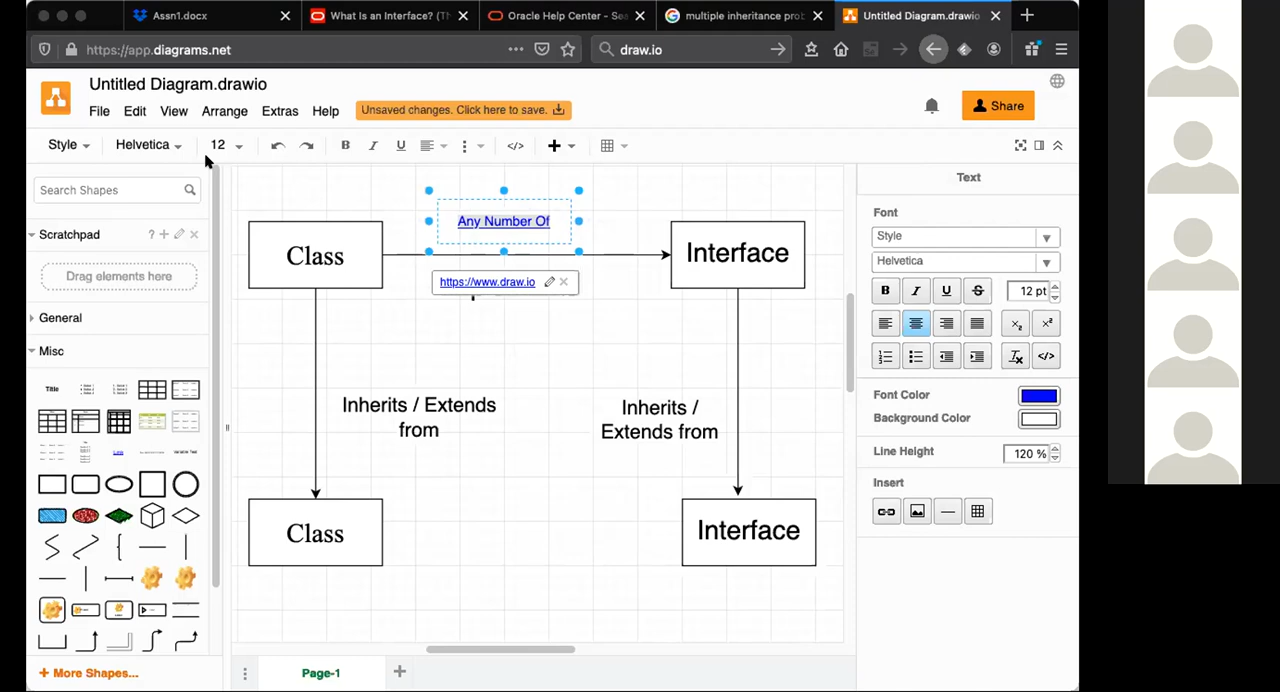 Assn1.docx
What Is an Interface? (Th
Oracle Help Center - Sea
multiple inheritance prob
Untitled Diagram.drawio
https://app.diagrams.net
draw.io
Untitled Diagram.drawio
File Edit View Arrange Extras Help
Unsaved changes. Click here to save.
Share
Style
Helvetica
12
B I U
Text
Search Shapes
Scratchpad
Drag elements here
General
Misc
Title
More Shapes...
Class
Any Number Of
https://www.draw.io
Interface
Inherits / Extends
from
Inherits /
Extends from
Class
Interface
Page-1
Font
Style
Helvetica
B I U S 12 pt
Font Color
Background Color
Line Height 120 %
Insert